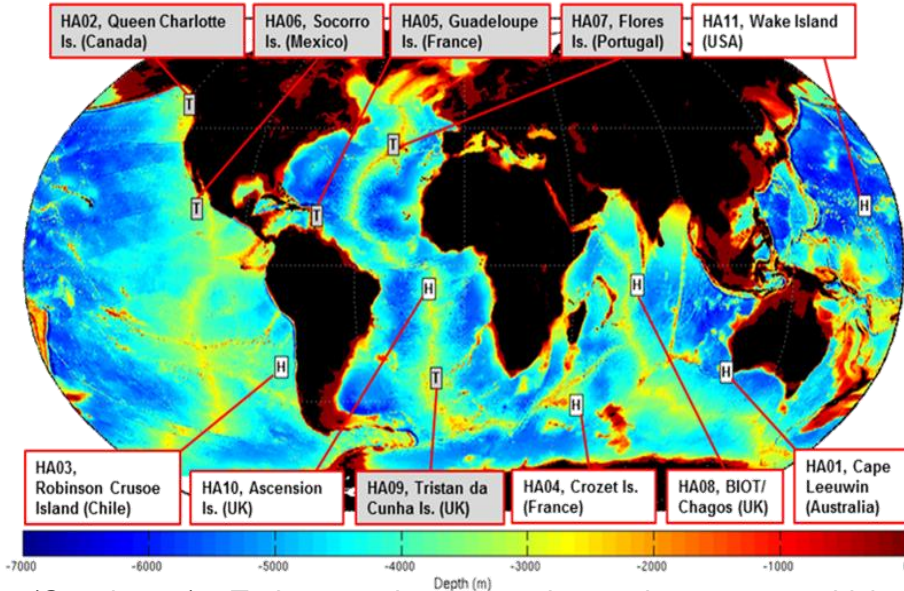 HA02, Queen Charlotte
Is. (Canada)
HA06, Socorro
Is. (Mexico)
HA05, Guadeloupe
Is. (France)
HA07, Flores
Is. (Portugal)
HA11, Wake Island
(USA)
T
T
T
T
H
H
H
H
T
H
H
HA03,
Robinson Crusoe
Island (Chile)
HA10, Ascension
Is. (UK)
HA09, Tristan da
Cunha Is. (UK)
HA04, Crozet Is.
(France)
HA08, BIOT/
Chagos (UK)
HA01, Cape
Leeuwin
(Australia)
-7000
-6000
-5000
-4000
-3000
-2000
-1000
Depth (m)